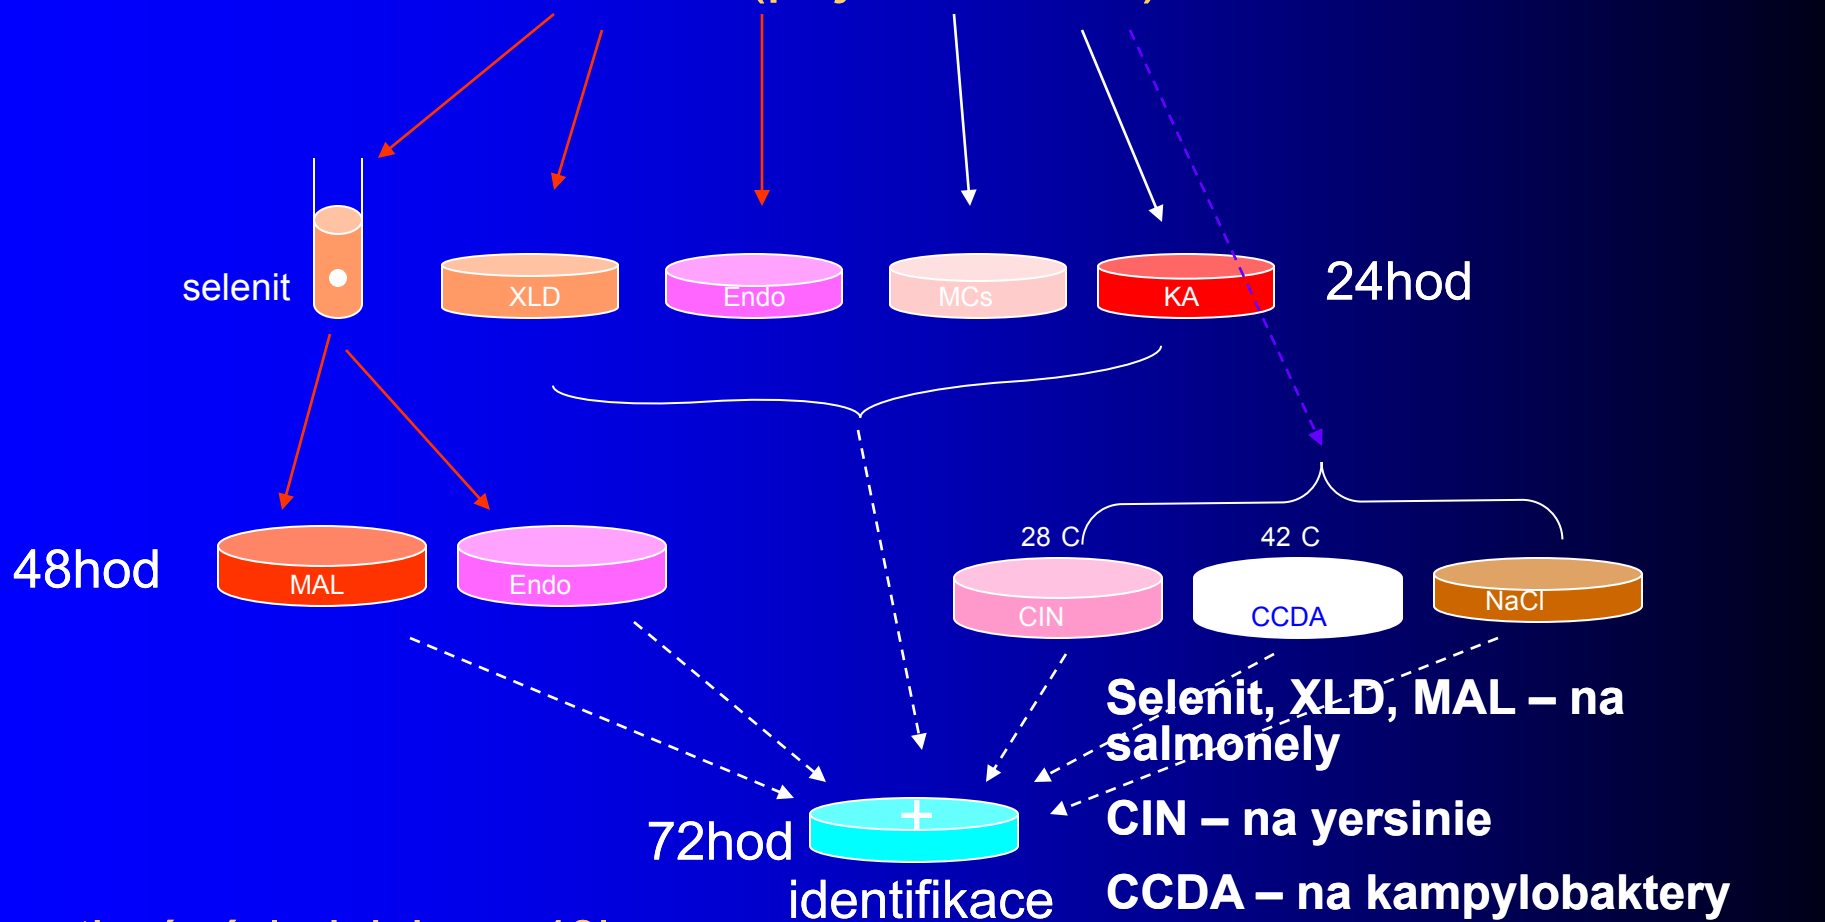 selenit
XLD
Endo
MCs
KA
24hod
28 C
42 C
48hod
MAL
Endo
CIN
CCDA
NaCl
Selenit, XLD, MAL – na
salmonely
+
72hod
CIN – na yersinie
identifikace
CCDA – na kampylobaktery